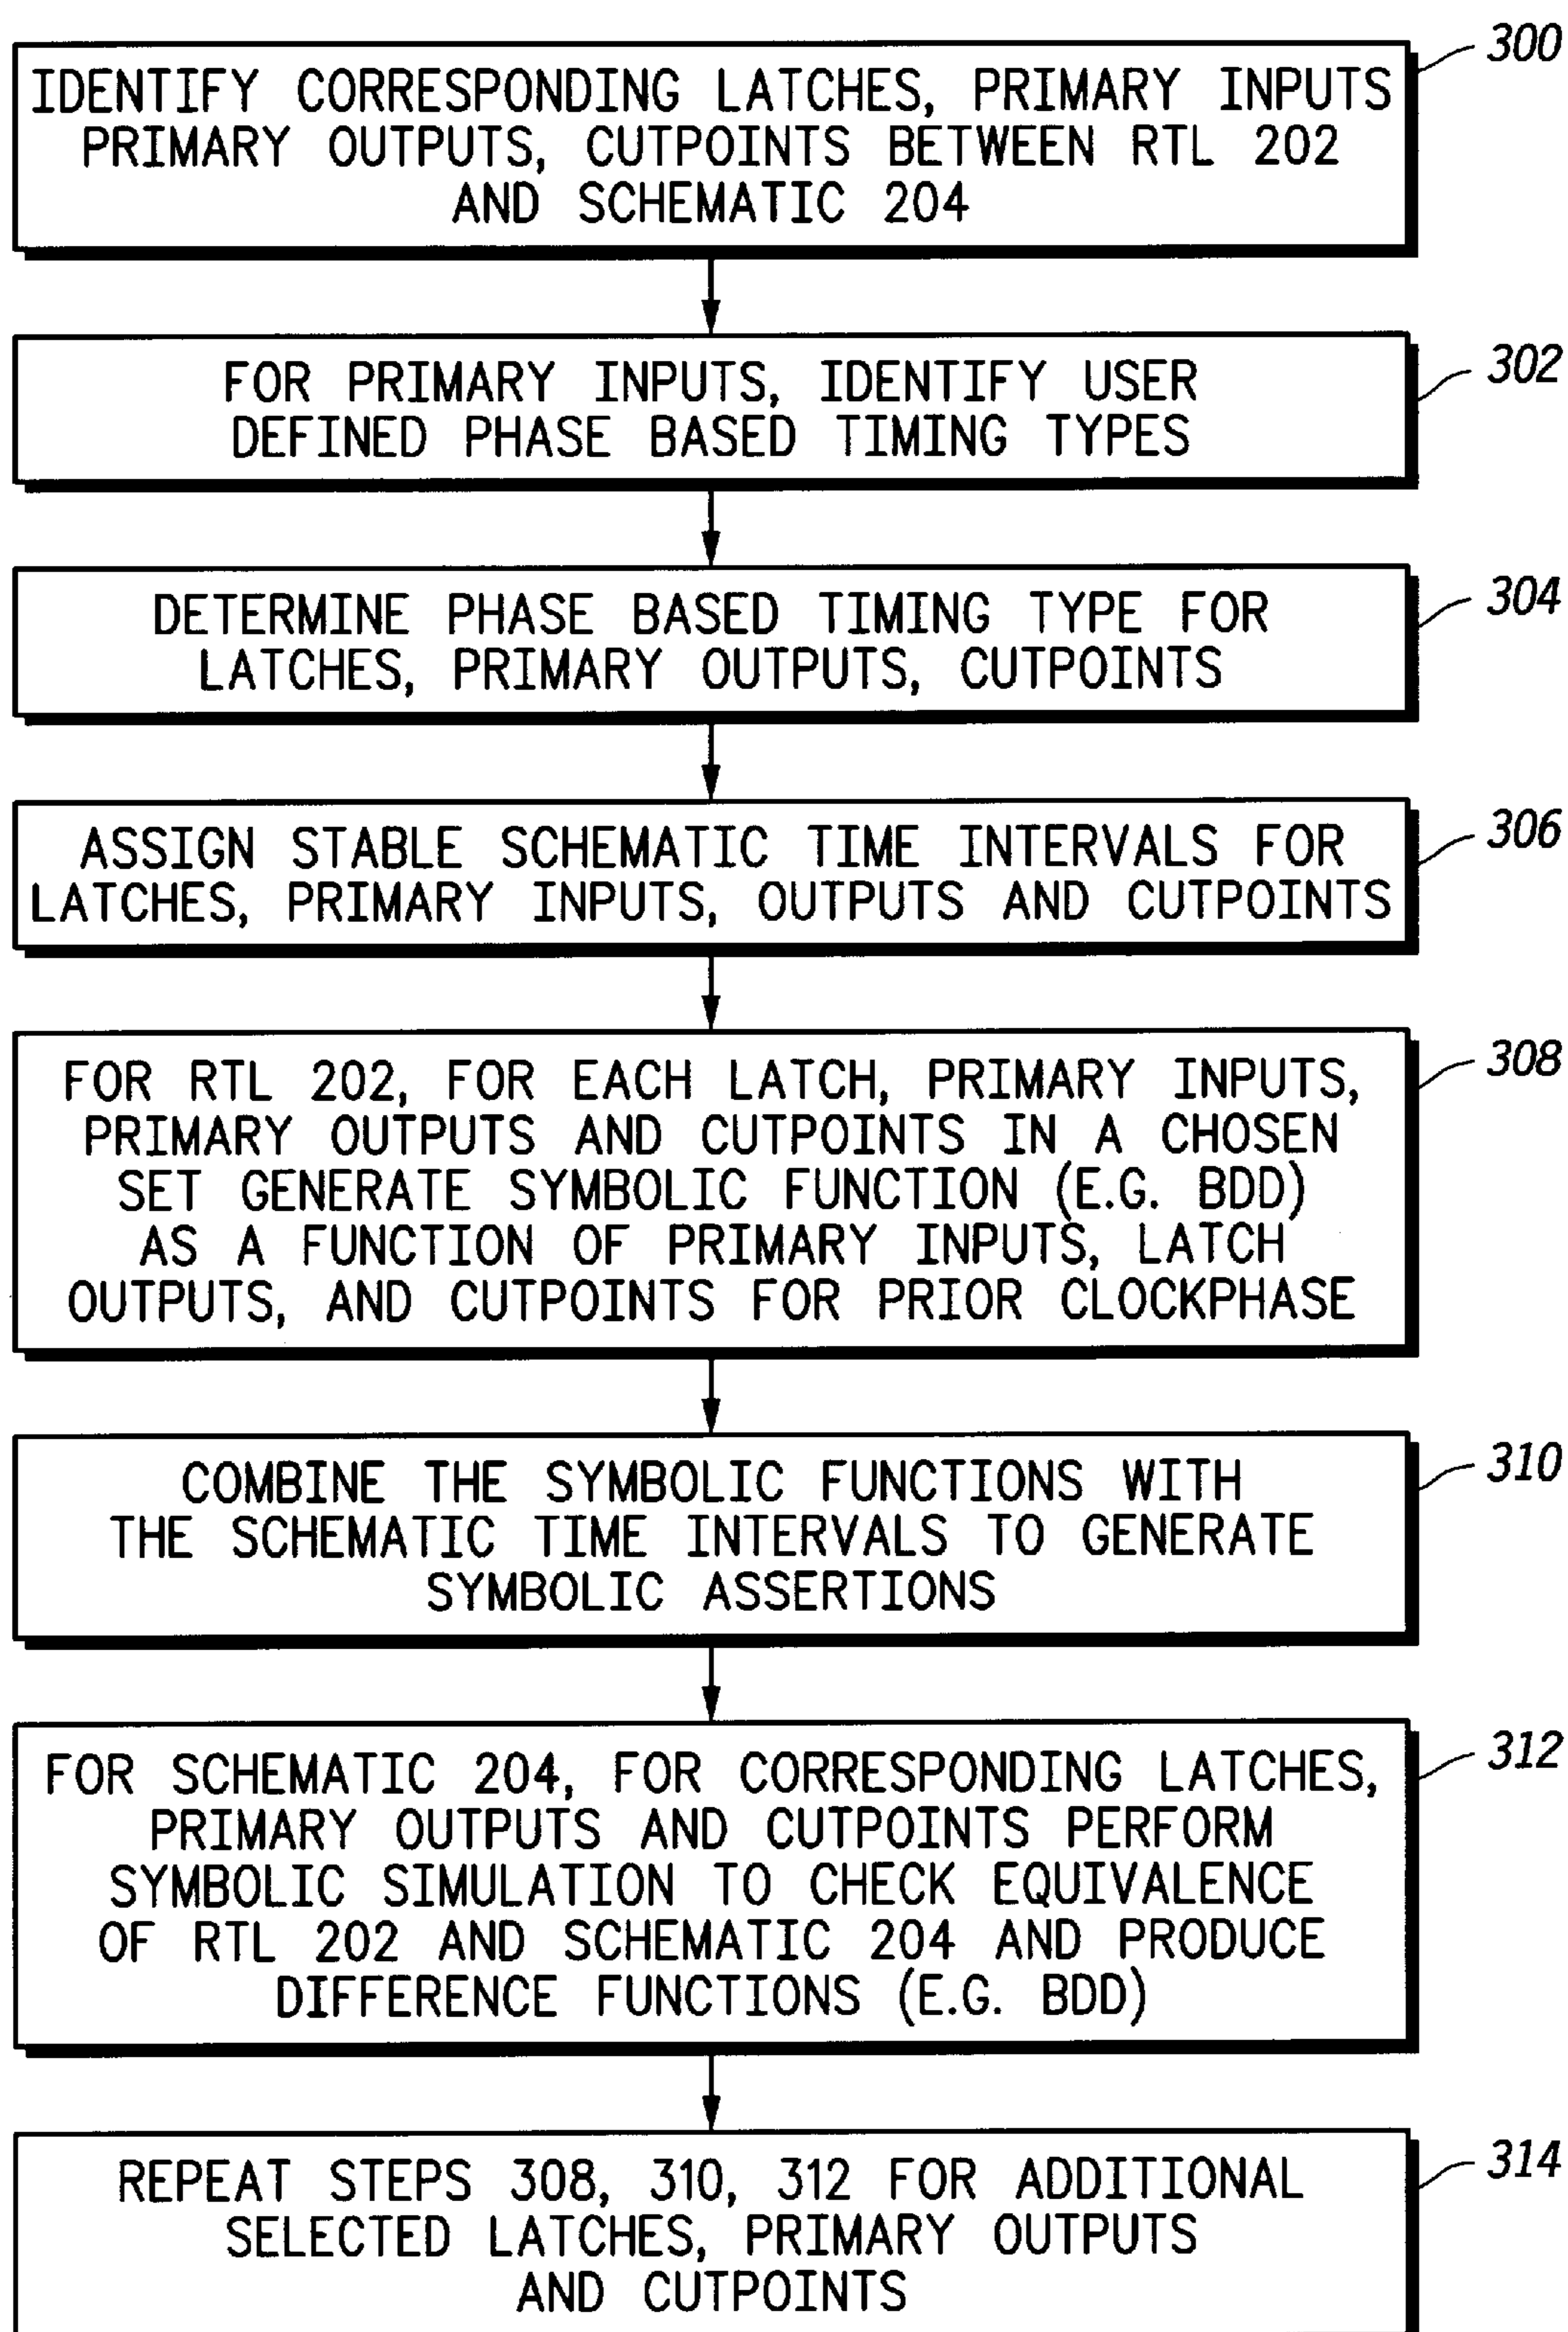 300
IDENTIFY CORRESPONDING LATCHES, PRIMARY INPUTS
PRIMARY OUTPUTS, CUTPOINTS BETWEEN RTL 202
AND SCHEMATIC 204
302
FOR PRIMARY INPUTS, IDENTIFY USER
DEFINED PHASE BASED TIMING TYPES
304
DETERMINE PHASE BASED TIMING TYPE FOR
LATCHES, PRIMARY OUTPUTS, CUTPOINTS
306
ASSIGN STABLE SCHEMATIC TIME INTERVALS FOR
LATCHES, PRIMARY INPUTS, OUTPUTS AND CUTPOINTS
308
FOR RTL 202, FOR EACH LATCH, PRIMARY INPUTS,
PRIMARY OUTPUTS AND CUTPOINTS IN A CHOSEN
SET GENERATE SYMBOLIC FUNCTION (E.G. BDD)
AS A FUNCTION OF PRIMARY INPUTS, LATCH
OUTPUTS, AND CUTPOINTS FOR PRIOR CLOCKPHASE
310
COMBINE THE SYMBOLIC FUNCTIONS WITH
THE SCHEMATIC TIME INTERVALS TO GENERATE
SYMBOLIC ASSERTIONS
312
FOR SCHEMATIC 204, FOR CORRESPONDING LATCHES,
PRIMARY OUTPUTS AND CUTPOINTS PERFORM
SYMBOLIC SIMULATION TO CHECK EQUIVALENCE
OF RTL 202 AND SCHEMATIC 204 AND PRODUCE
DIFFERENCE FUNCTIONS (E.G. BDD)
314
REPEAT STEPS 308, 310, 312 FOR ADDITIONAL
SELECTED LATCHES, PRIMARY OUTPUTS
AND CUTPOINTS